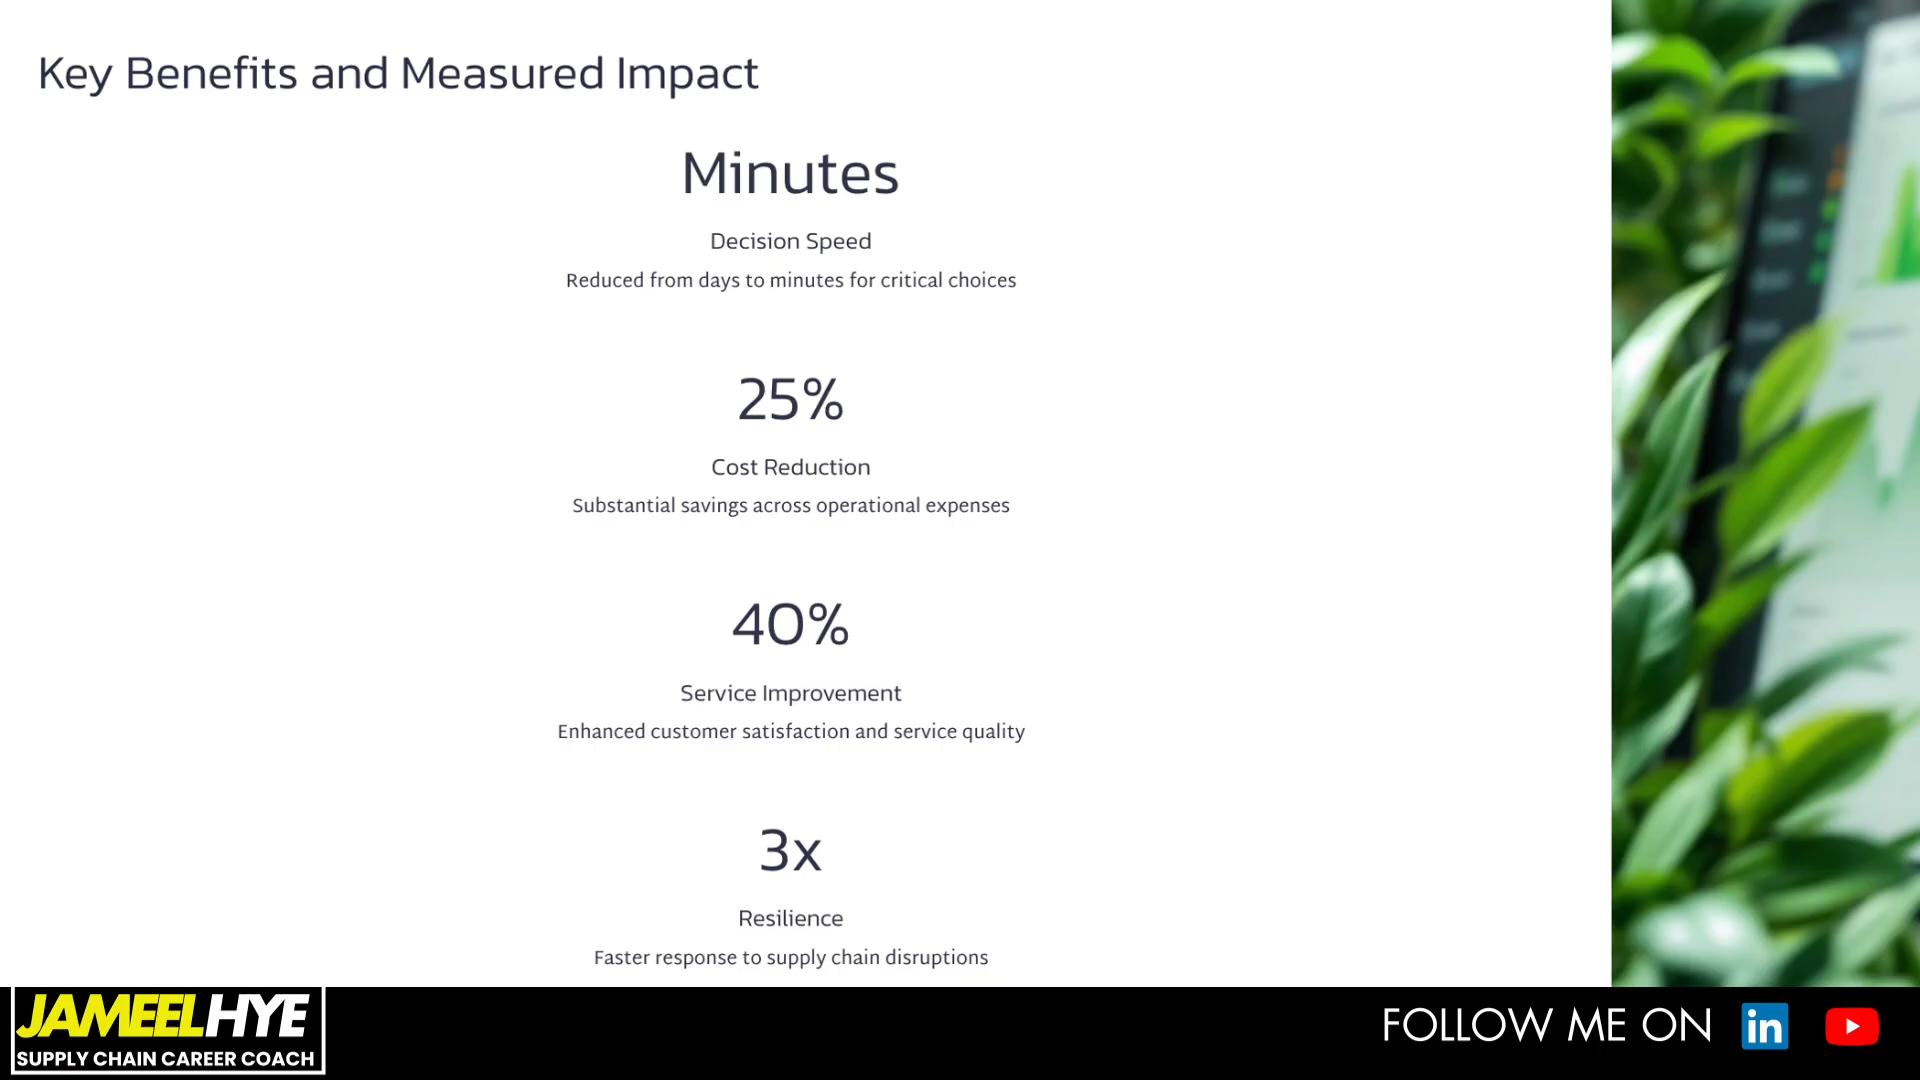 Key Benefits and Measured Impact
Minutes
Decision Speed
Reduced from days to minutes for critical choices
25%
Cost Reduction
Substantial savings across operational expenses
40%
Service Improvement
Enhanced customer satisfaction and service quality
3x
Resilience
Faster response to supply chain disruptions
JAMEELHYE
SUPPLY CHAIN CAREER COACH
FOLLOW ME ON
in